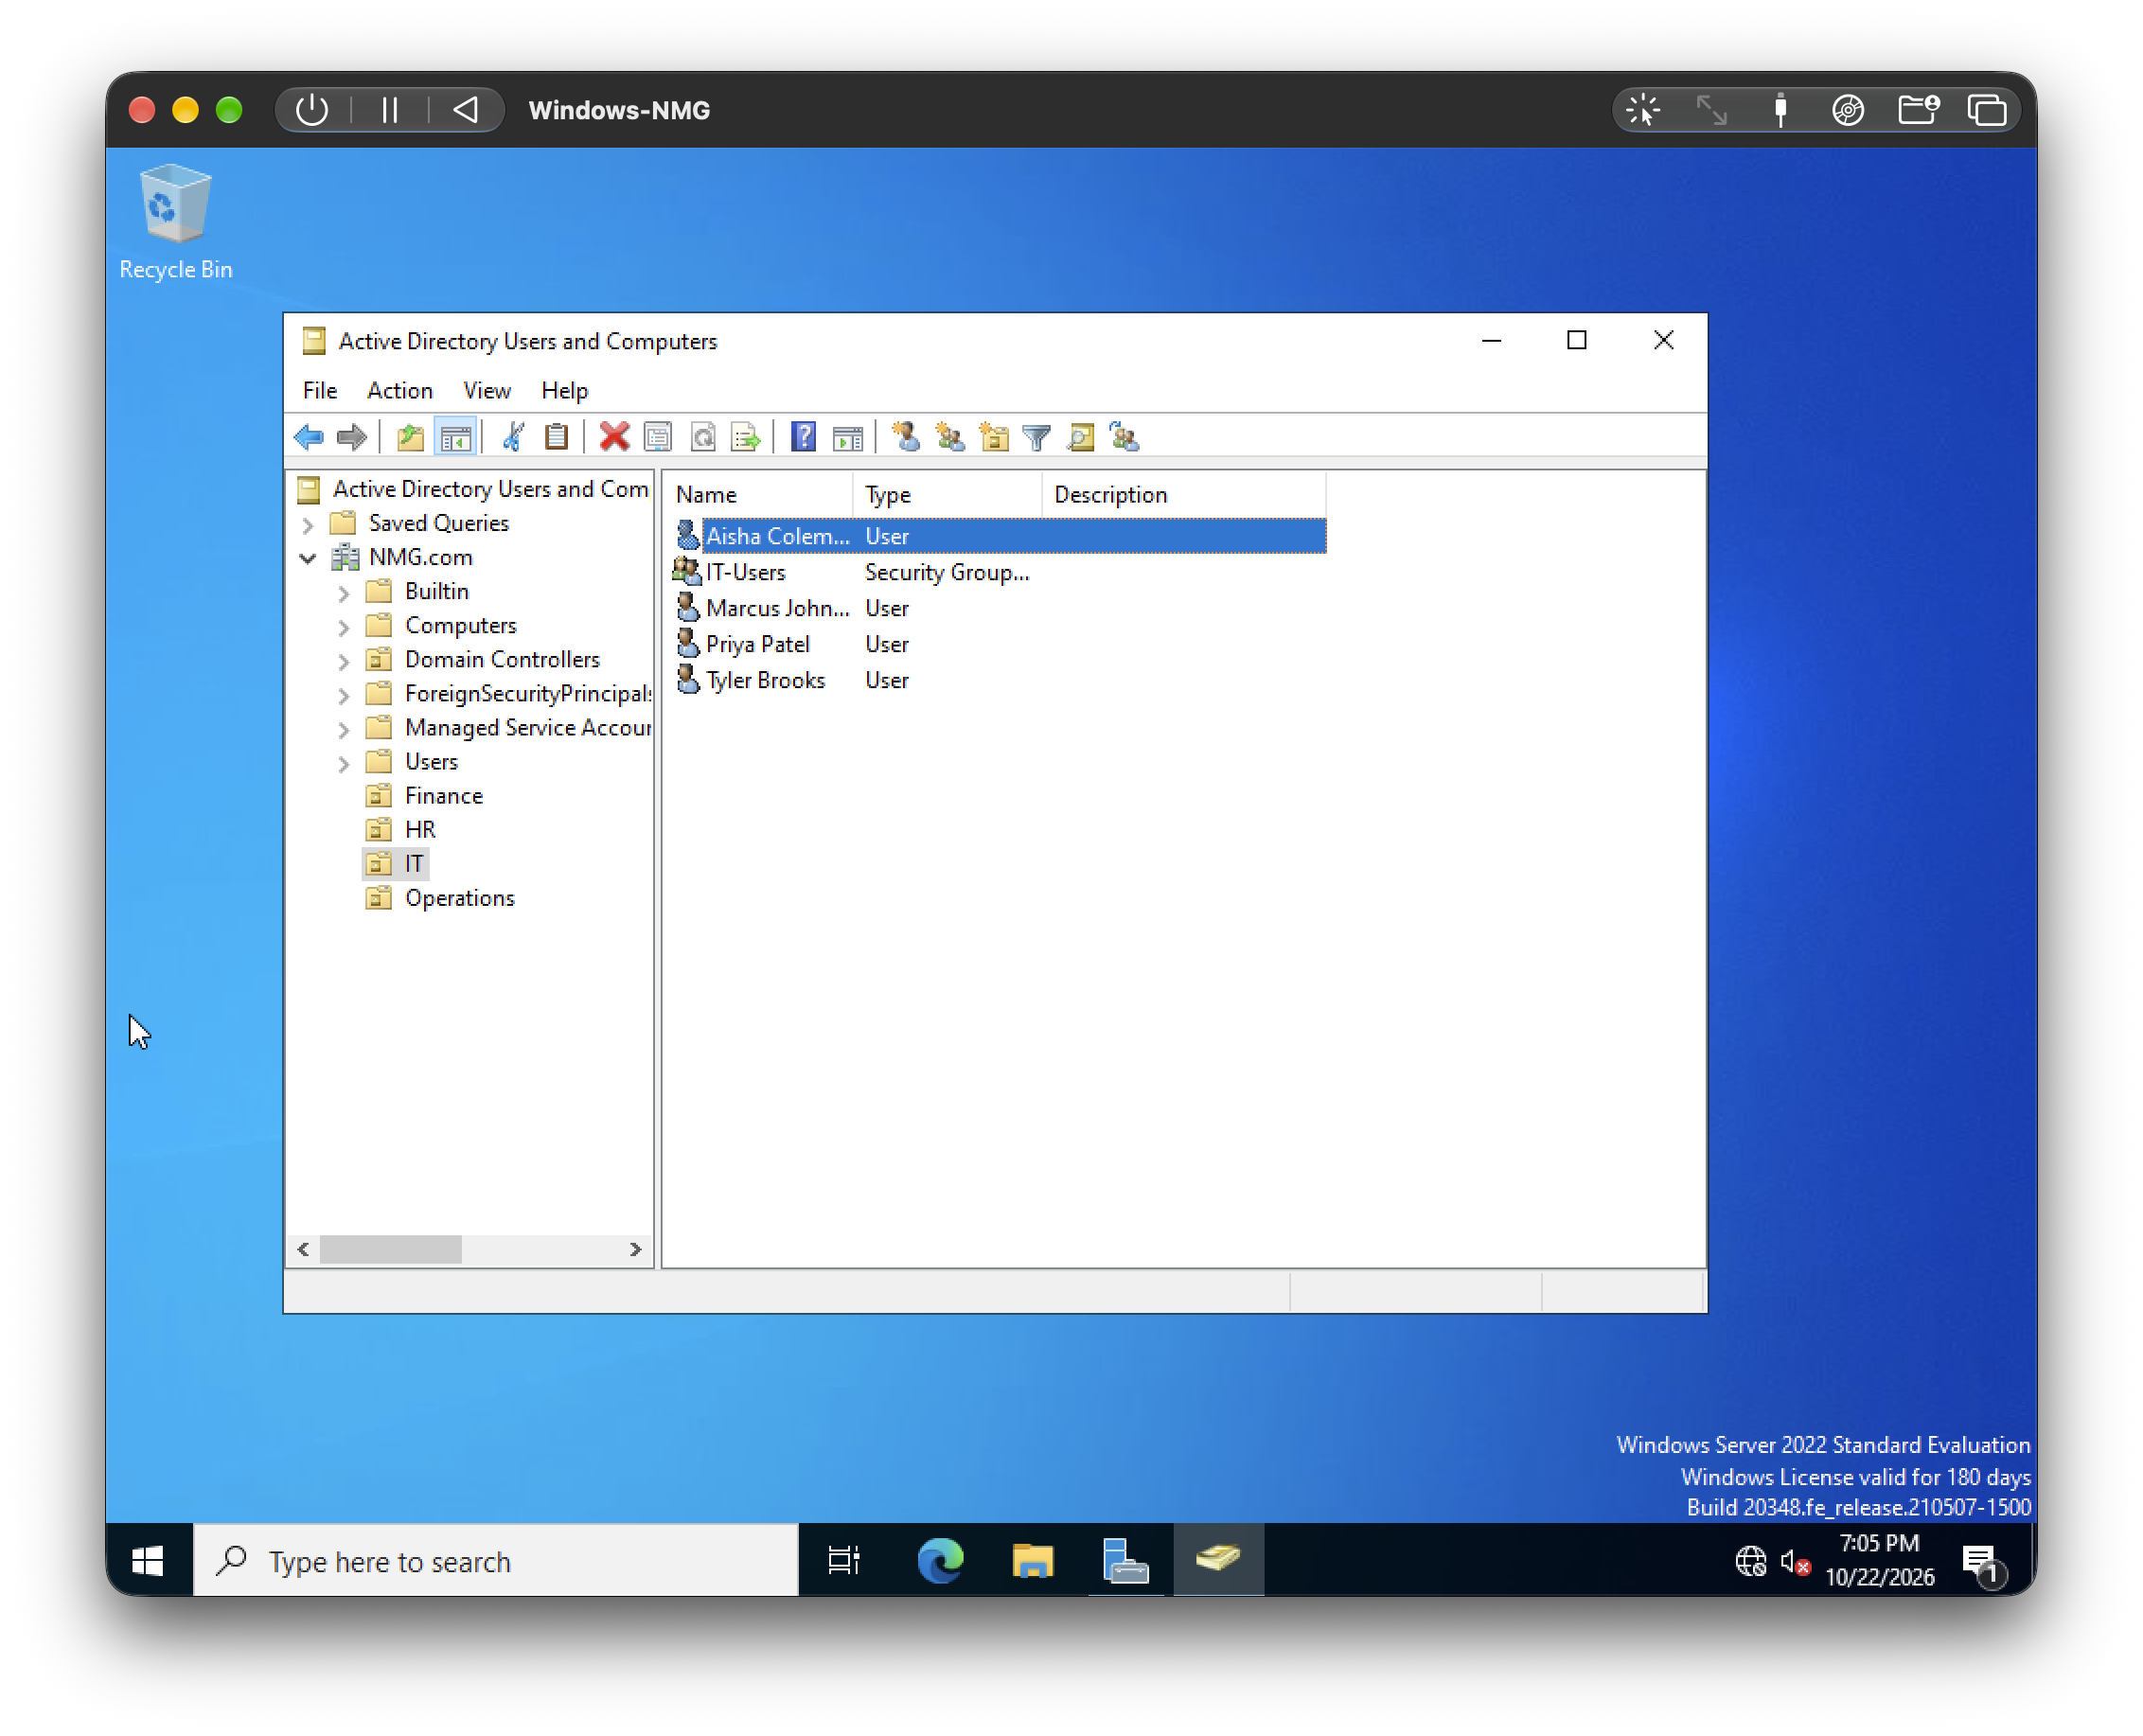 Windows-NMG
Recycle Bin
Active Directory Users and Computers
File Action View Help
Active Directory Users and Com
Saved Queries
NMG.com
Builtin
Computers
Domain Controllers
ForeignSecurityPrincipals
Managed Service Accour
Users
Finance
HR
IT
Operations
Name Type Description
Aisha Colem... User
IT-Users Security Group...
Marcus John... User
Priya Patel User
Tyler Brooks User
Windows Server 2022 Standard Evaluation
Windows License valid for 180 days
Build 20348.fe_release.210507-1500
Type here to search
7:05 PM
10/22/2026
1